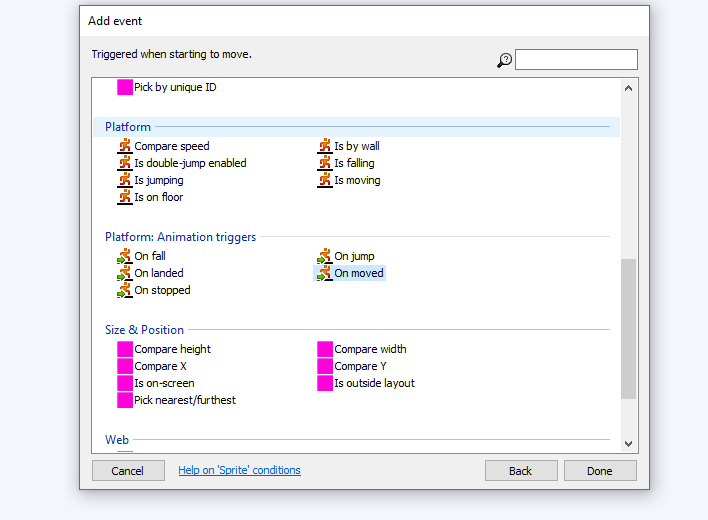 Add event
Triggered when starting to move.
Pick by unique ID
Platform
Compare speed Is by wall
Is double-jump enabled Is falling
Is jumping Is moving
Is on floor
Platform: Animation triggers
On fall On jump
On landed On moved
On stopped
Size & Position
Compare height Compare width
Compare X Compare Y
Is on-screen Is outside layout
Pick nearest/furthest
Web
Cancel Help on 'Sprite' conditions Back Done